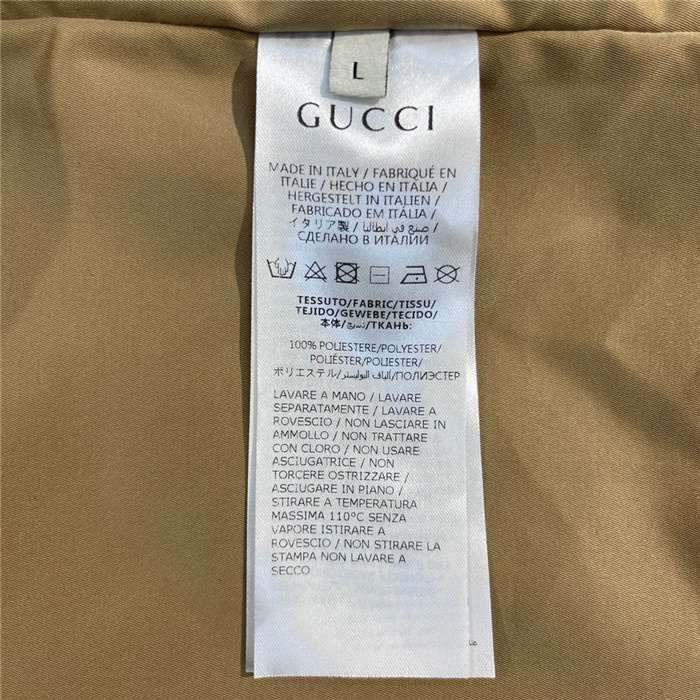 L
GUCCI
MADE IN ITALY / FABRIQUÉ EN
ITALIE / HECHO EN ITALIA /
HERGESTELT IN ITALIEN /
FABRICADO EM ITÁLIA /
イタリア製 / صنع في ايطاليا /
СДЕЛАНО В ИТАЛИИ
TESSUTO/FABRIC/TISSU/
TEJIDO/GEWEBE/TECIDO/
本体/نسيج/ТКАНЬ:
100% POLIESTERE/POLYESTER/
POLIÉSTER/POLIESTER/
ポリエステル/الياف البوليستر/ПОЛИЭСТЕР
LAVARE A MANO / LAVARE
SEPARATAMENTE / LAVARE A
ROVESCIO / NON LASCIARE IN
AMMOLLO / NON TRATTARE
CON CLORO / NON USARE
ASCIUGATRICE / NON
TORCERE OSTRIZZARE /
ASCIUGARE IN PIANO /
STIRARE A TEMPERATURA
MASSIMA 110°C SENZA
VAPORE ISTIRARE A
ROVESCIO / NON STIRARE LA
STAMPA NON LAVARE A
SECCO